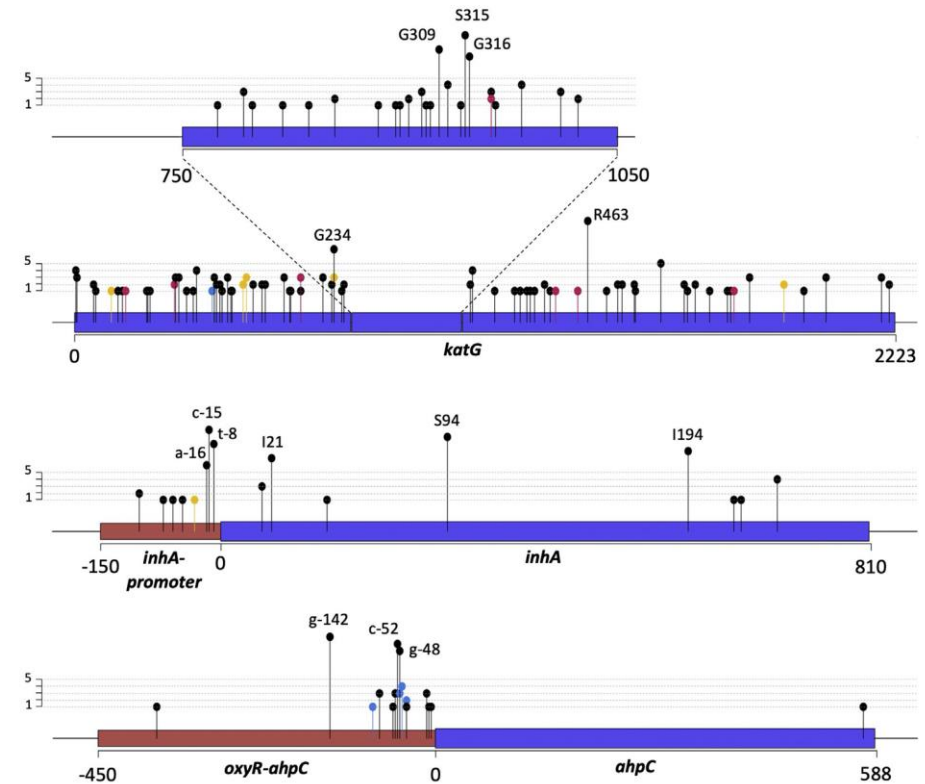 S315
G309
G316
5
1
750
1050
R463
G234
5
1
katG
0
2223
c-15
t-8
a-16
I21
S94
I194
5
1
inhA-
promoter
inhA
-150
0
810
g-142
c-52
g-48
5
1
oxyR-ahpC
ahpC
-450
0
588